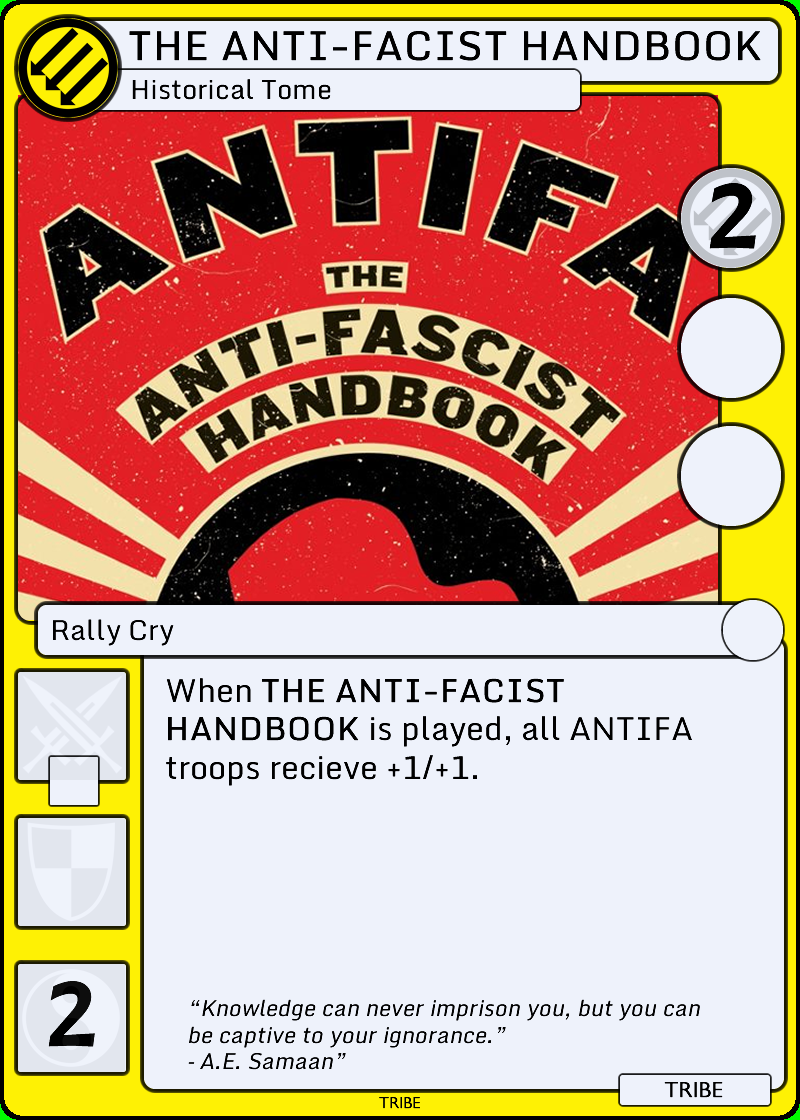 THE ANTI-FACIST HANDBOOK
Historical Tome
ANTIFA
THE
ANTI-FASCIST
HANDBOOK
2
Rally Cry
When THE ANTI-FACIST
HANDBOOK is played, all ANTIFA
troops recieve +1/+1.
2
“Knowledge can never imprison you, but you can
be captive to your ignorance.”
- A.E. Samaan”
TRIBE
TRIBE